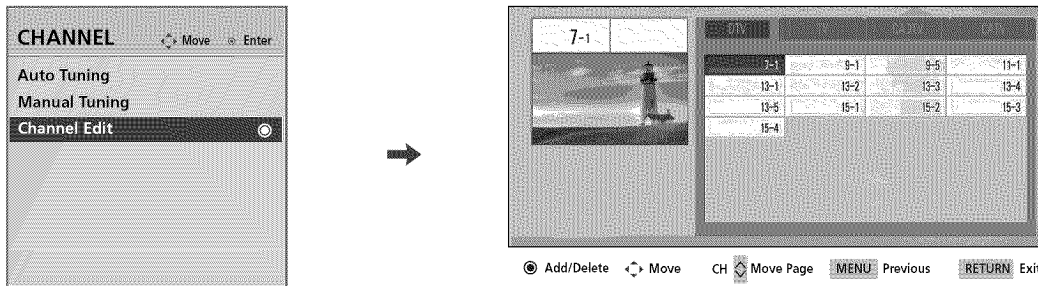 CHANNEL Move Enter
Auto Tuning
Manual Tuning
Channel Edit
7-1
DTV TV
7-1 9-1 9-5 11-1
13-1 13-2 13-3 13-4
13-5 15-1 15-2 15-3
15-4
Add/Delete Move CH Move Page MENU Previous RETURN Exit